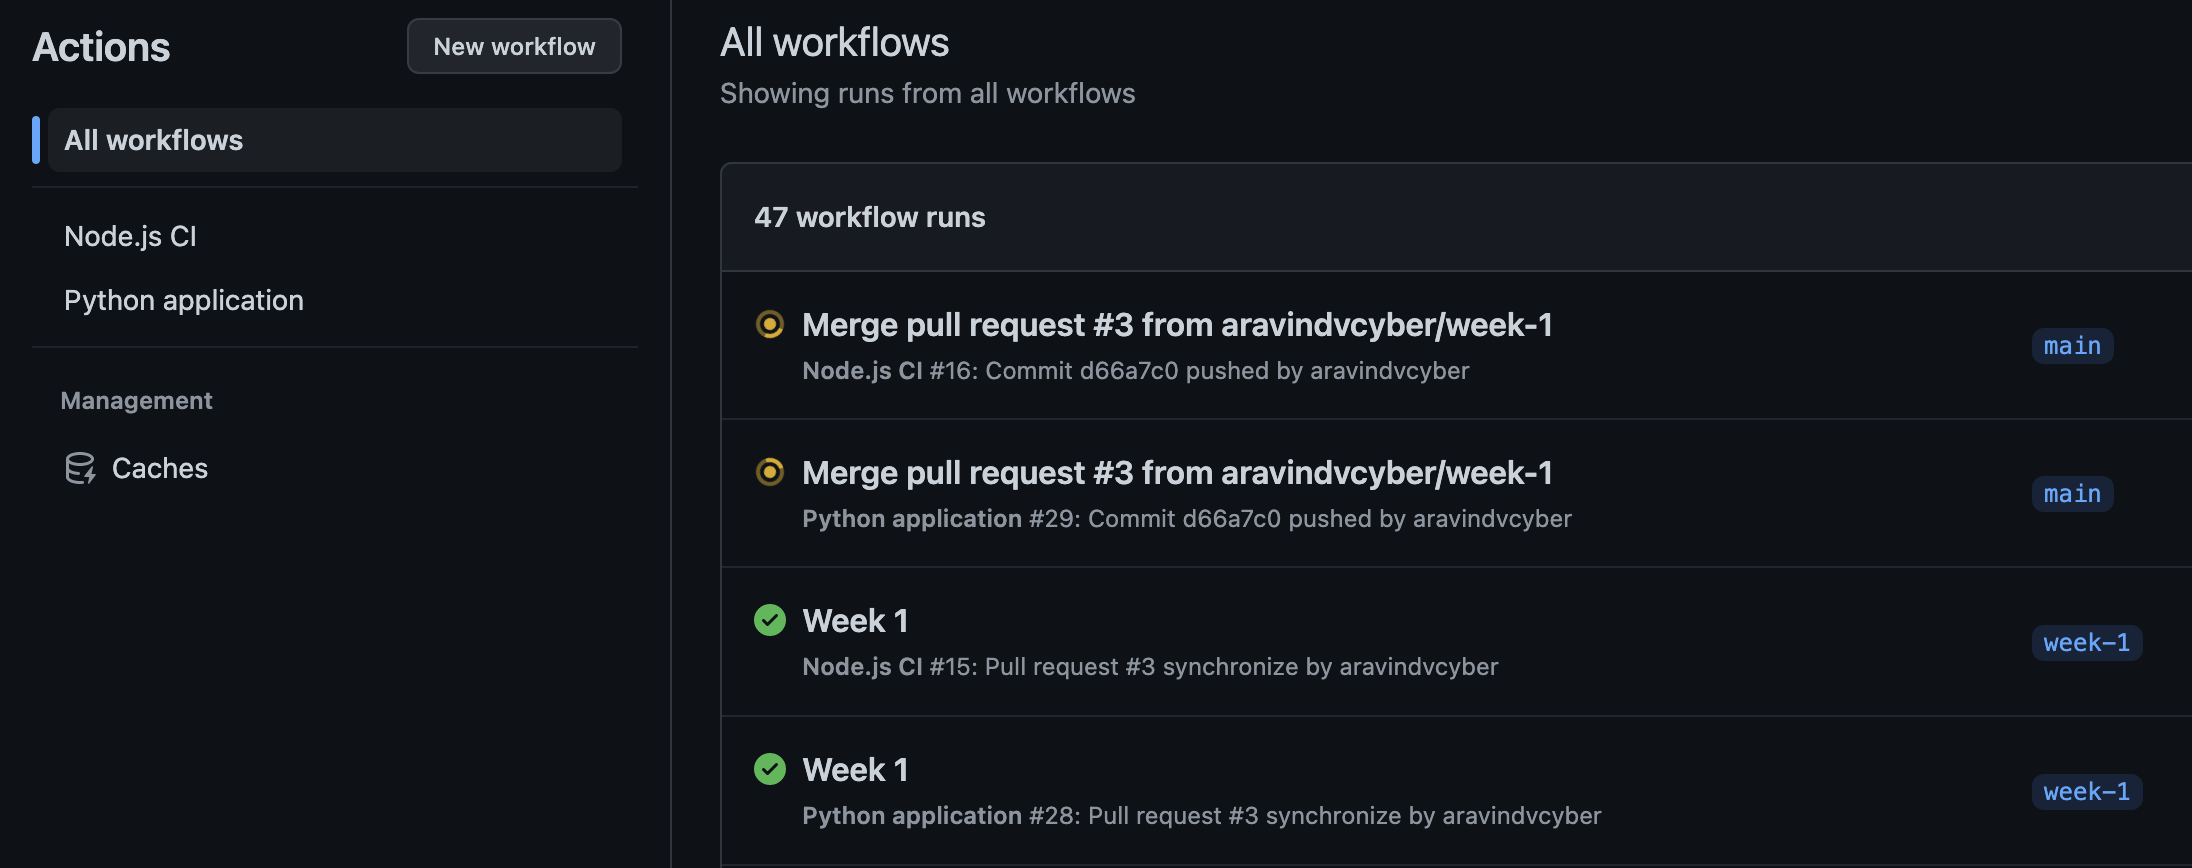 Actions
New workflow
All workflows
Node.js CI
Python application
Management
Caches
All workflows
Showing runs from all workflows
47 workflow runs
Merge pull request #3 from aravindvcyber/week-1
main
Node.js CI #16: Commit d66a7c0 pushed by aravindvcyber
Merge pull request #3 from aravindvcyber/week-1
main
Python application #29: Commit d66a7c0 pushed by aravindvcyber
Week 1
week-1
Node.js CI #15: Pull request #3 synchronize by aravindvcyber
Week 1
week-1
Python application #28: Pull request #3 synchronize by aravindvcyber